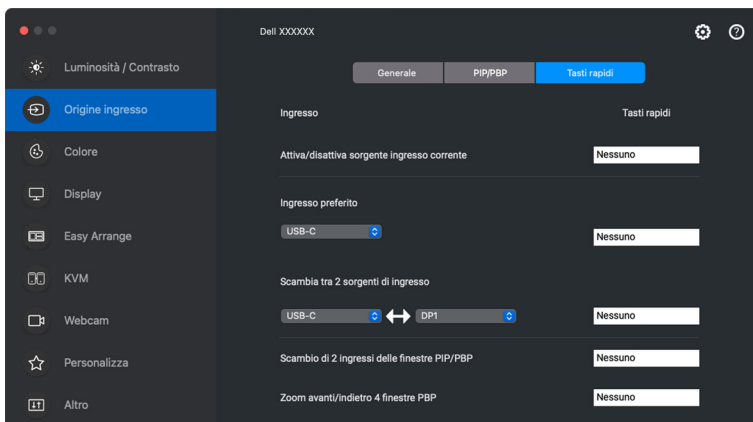 Dell XXXXXX
Luminosità / Contrasto
Origine ingresso
Colore
Display
Easy Arrange
KVM
Webcam
Personalizza
Altro
Generale PIP/PBP Tasti rapidi
Ingresso Tasti rapidi
Attiva/disattiva sorgente ingresso corrente Nessuno
Ingresso preferito
USB-C Nessuno
Scambia tra 2 sorgenti di ingresso
USB-C DP1 Nessuno
Scambio di 2 ingressi delle finestre PIP/PBP Nessuno
Zoom avanti/indietro 4 finestre PBP Nessuno